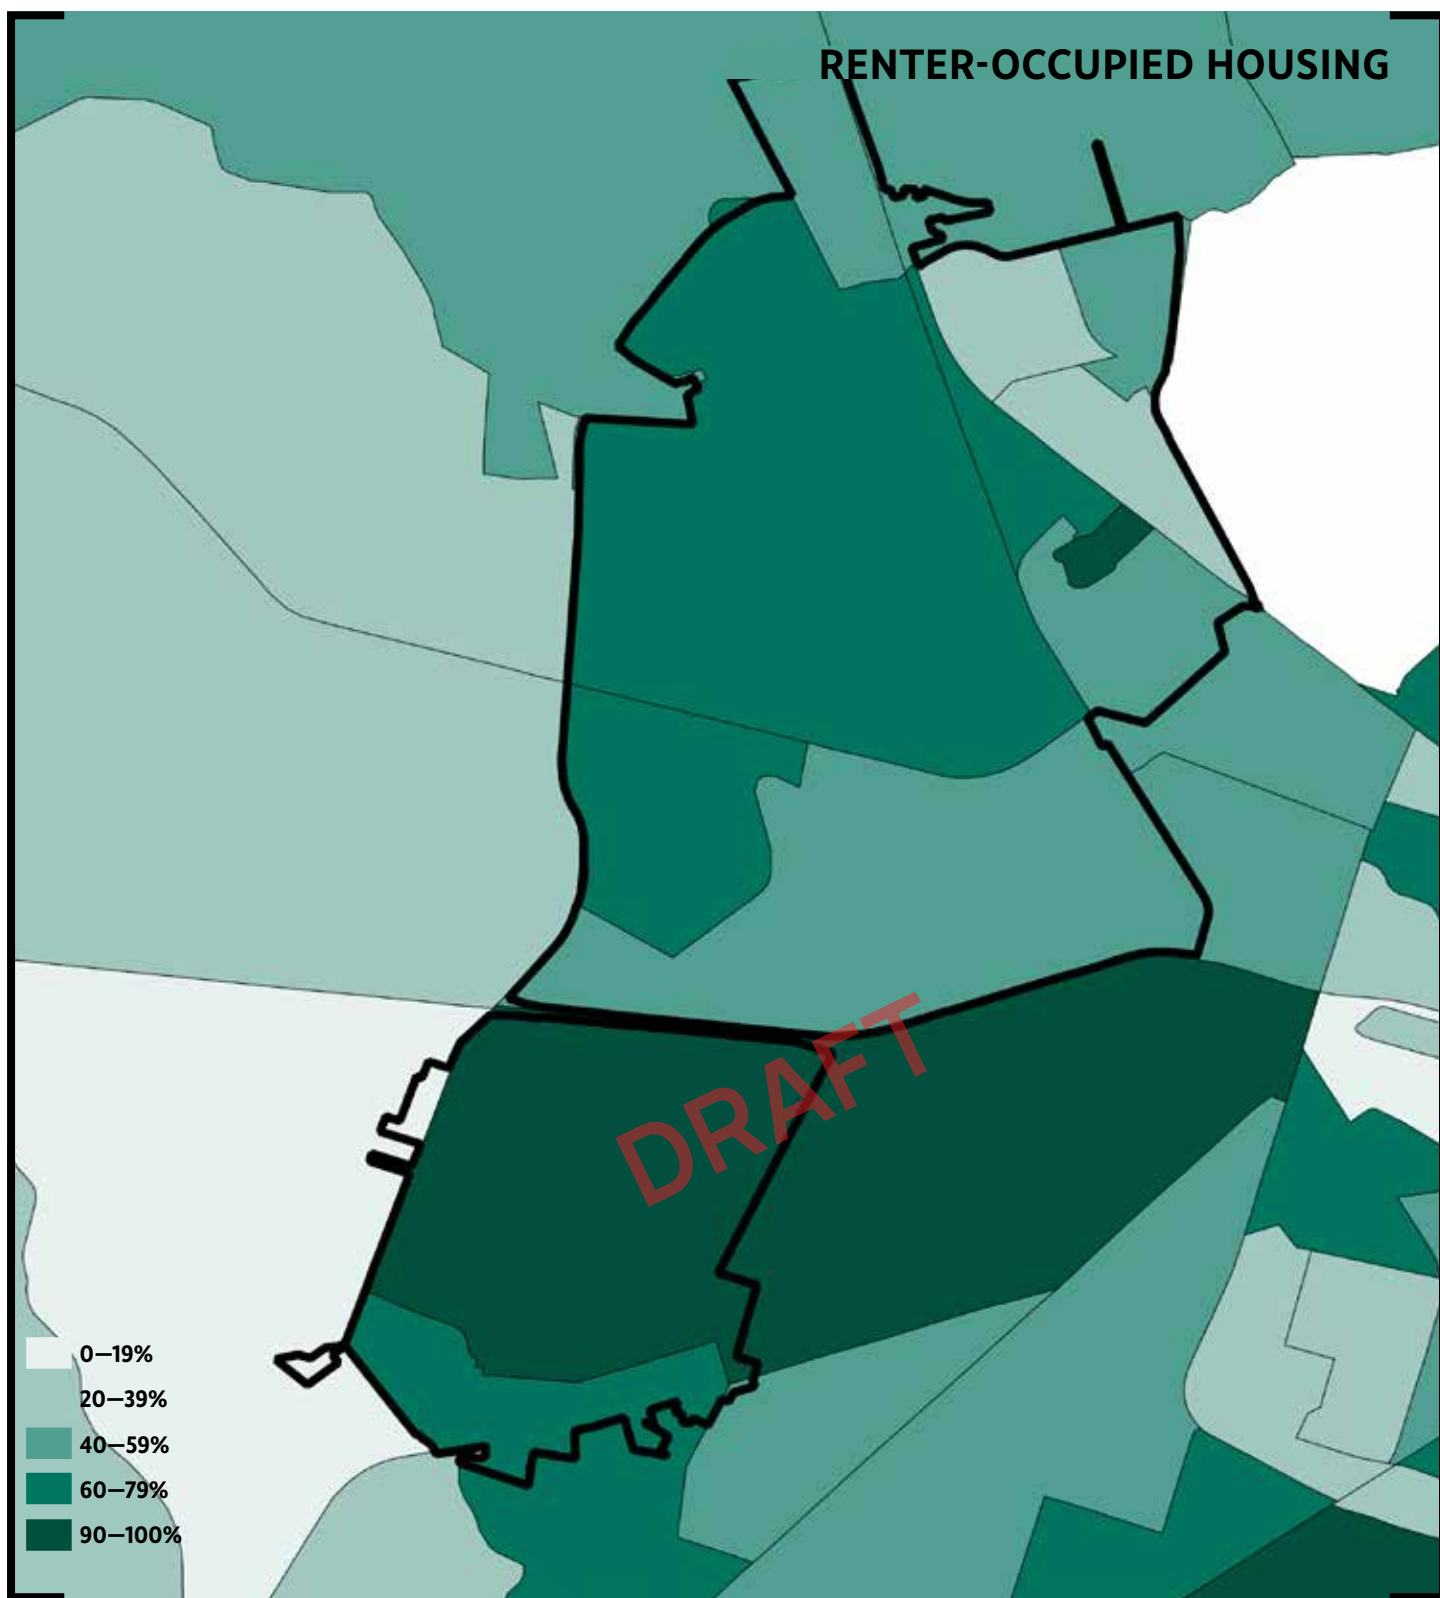 RENTER-OCCUPIED HOUSING
DRAFT
0–19%
20–39%
40–59%
60–79%
90–100%